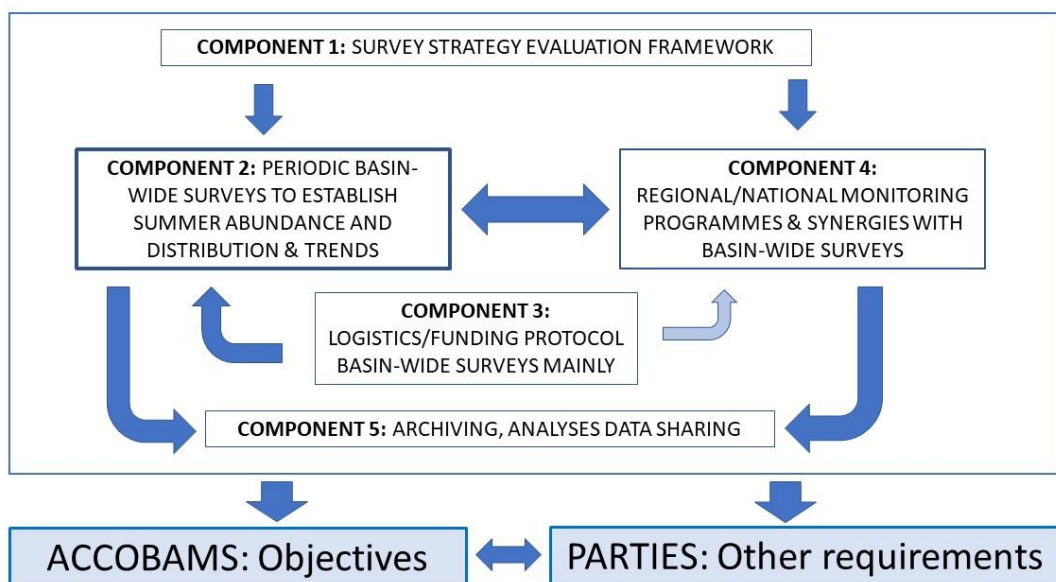 COMPONENT 1: SURVEY STRATEGY EVALUATION FRAMEWORK
COMPONENT 2: PERIODIC BASIN-
WIDE SURVEYS TO ESTABLISH
SUMMER ABUNDANCE AND
DISTRIBUTION & TRENDS
COMPONENT 4:
REGIONAL/NATIONAL MONITORING
PROGRAMMES & SYNERGIES WITH
BASIN-WIDE SURVEYS
COMPONENT 3:
LOGISTICS/FUNDING PROTOCOL
BASIN-WIDE SURVEYS MAINLY
COMPONENT 5: ARCHIVING, ANALYSES DATA SHARING
ACCOBAMS: Objectives
PARTIES: Other requirements